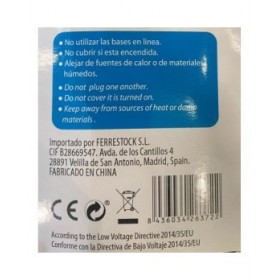 • No utilizar las bases en linea.
• No cubrir si esta encendida.
• Alejar de fuentes de calor o de materiales
húmedos.
• Do not plug one another.
• Do not cover it is turned on.
• Keep away from sources of heat or damp
materials .
Importado por FERRESTOCK S.L.
CIF B28669547. Avda. de los Cantillos 4
28891 Velilla de San Antonio, Madrid, Spain.
FABRICADO EN CHINA
CE
8 436034 263722
According to the Low Voltage Directive 2014/35/EU
Conforme con la Directiva de Bajo Voltaje 2014/35/EU